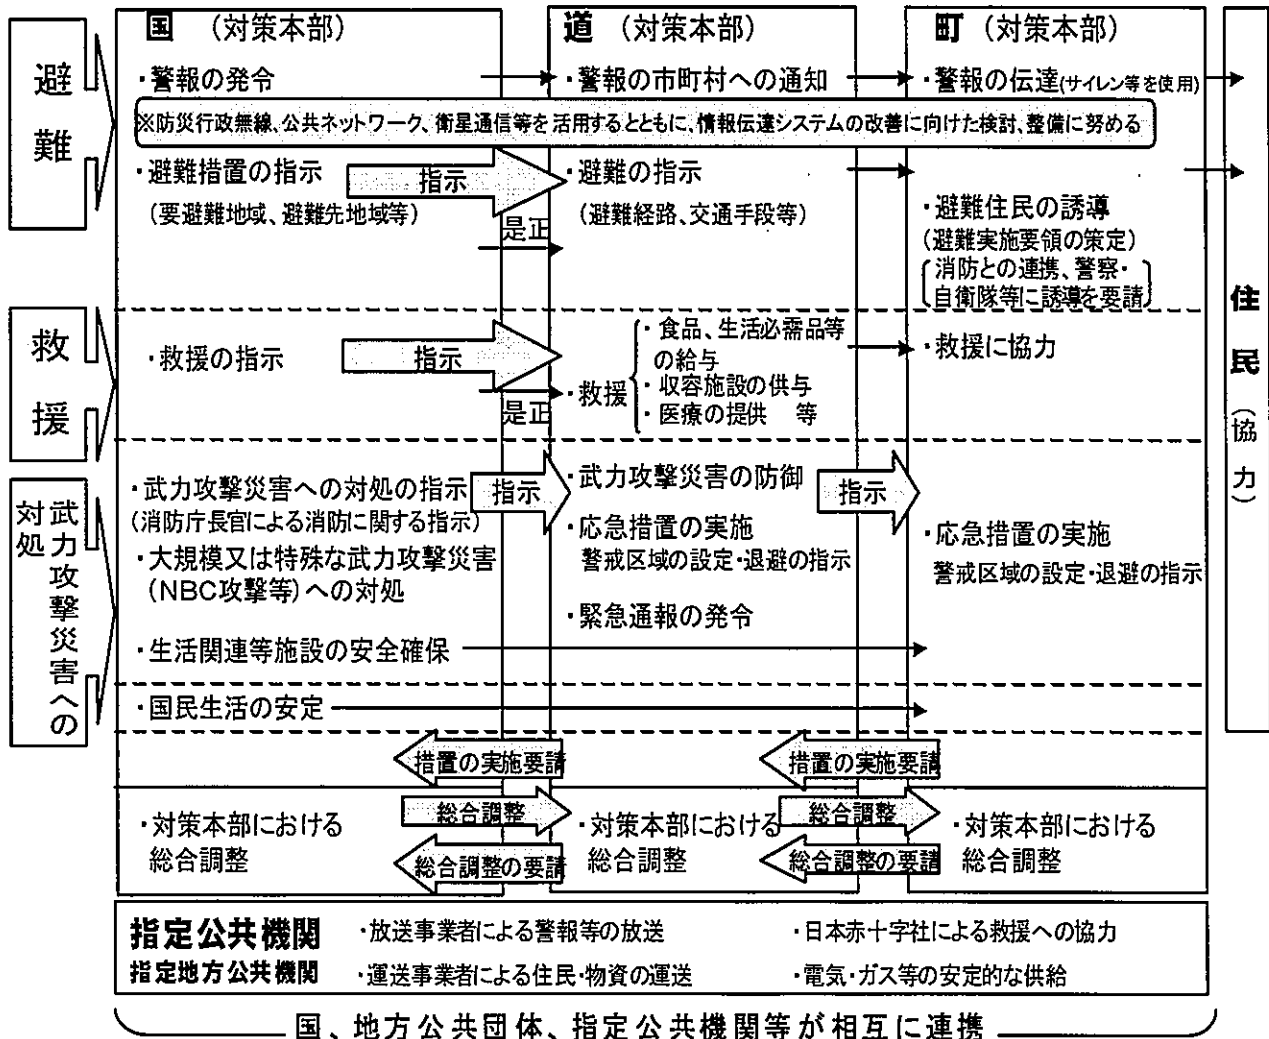 避難
救援
武力攻撃災害への
対処
国 (対策本部)
・警報の発令
道 (対策本部)
・警報の市町村への通知
町 (対策本部)
・警報の伝達(サイレン等を使用)
※防災行政無線、公共ネットワーク、衛星通信等を活用するとともに、情報伝達システムの改善に向けた検討、整備に努める
・避難措置の指示
(要避難地域、避難先地域等)
指示
是正
・避難の指示
(避難経路、交通手段等)
・避難住民の誘導
(避難実施要領の策定)
消防との連携、警察・
自衛隊等に誘導を要請
・救援の指示
指示
是正
・救援
・食品、生活必需品等
の給与
・収容施設の供与
・医療の提供 等
・救援に協力
・武力攻撃災害への対処の指示
(消防庁長官による消防に関する指示)
・大規模又は特殊な武力攻撃災害
(NBC攻撃等)への対処
指示
・武力攻撃災害の防御
・応急措置の実施
警戒区域の設定・退避の指示
・緊急通報の発令
指示
・応急措置の実施
警戒区域の設定・退避の指示
・生活関連等施設の安全確保
・国民生活の安定
措置の実施要請
措置の実施要請
・対策本部における
総合調整
総合調整
総合調整の要請
・対策本部における
総合調整
総合調整
総合調整の要請
・対策本部における
総合調整
住民(協力)
指定公共機関
指定地方公共機関
・放送事業者による警報等の放送
・日本赤十字社による救援への協力
・運送事業者による住民・物資の運送
・電気・ガス等の安定的な供給
国、地方公共団体、指定公共機関等が相互に連携